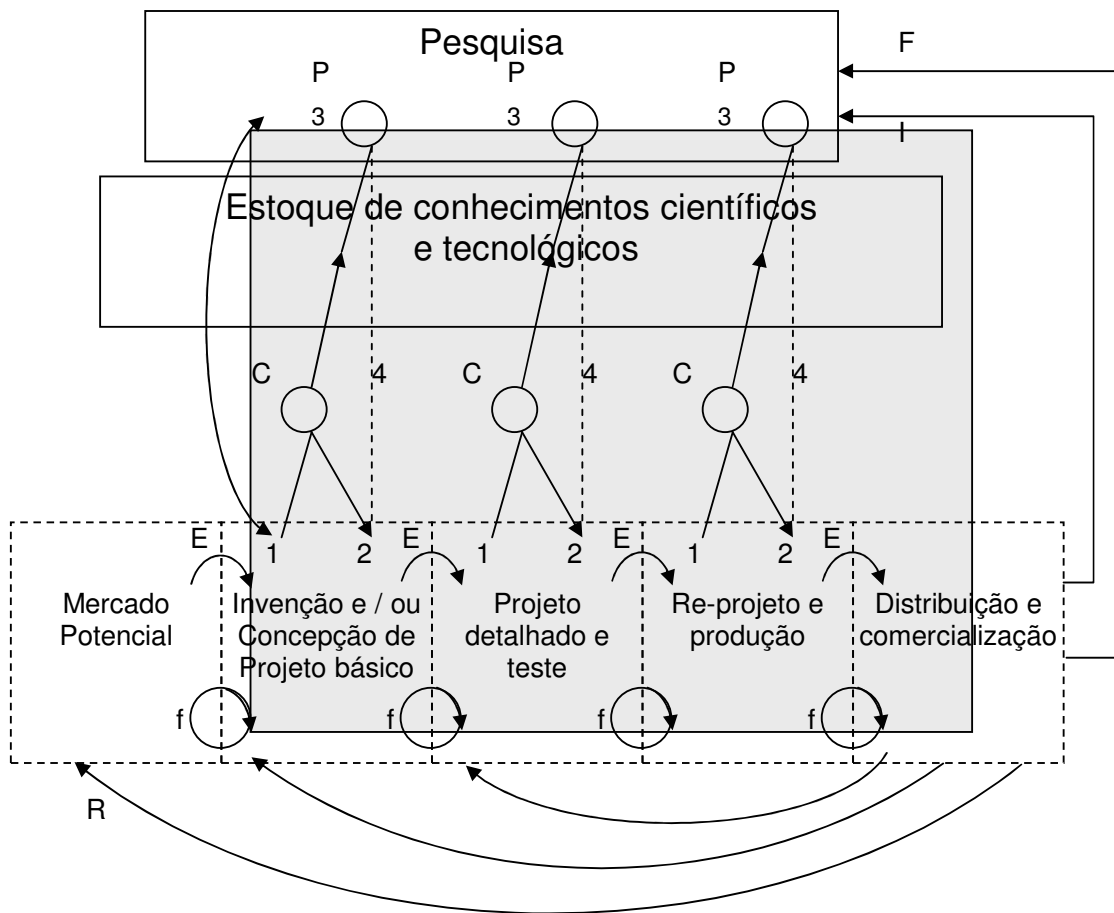 Pesquisa
F
P P P
3 3 3
I
Estoque de conhecimentos científicos
e tecnológicos
C 4 C 4 C 4
E E E E
1 2 1 2 1 2
Mercado
Potencial
Invenção e / ou
Concepção de
Projeto básico
Projeto
detalhado e
teste
Re-projeto e
produção
Distribuição e
comercialização
f f f f
R